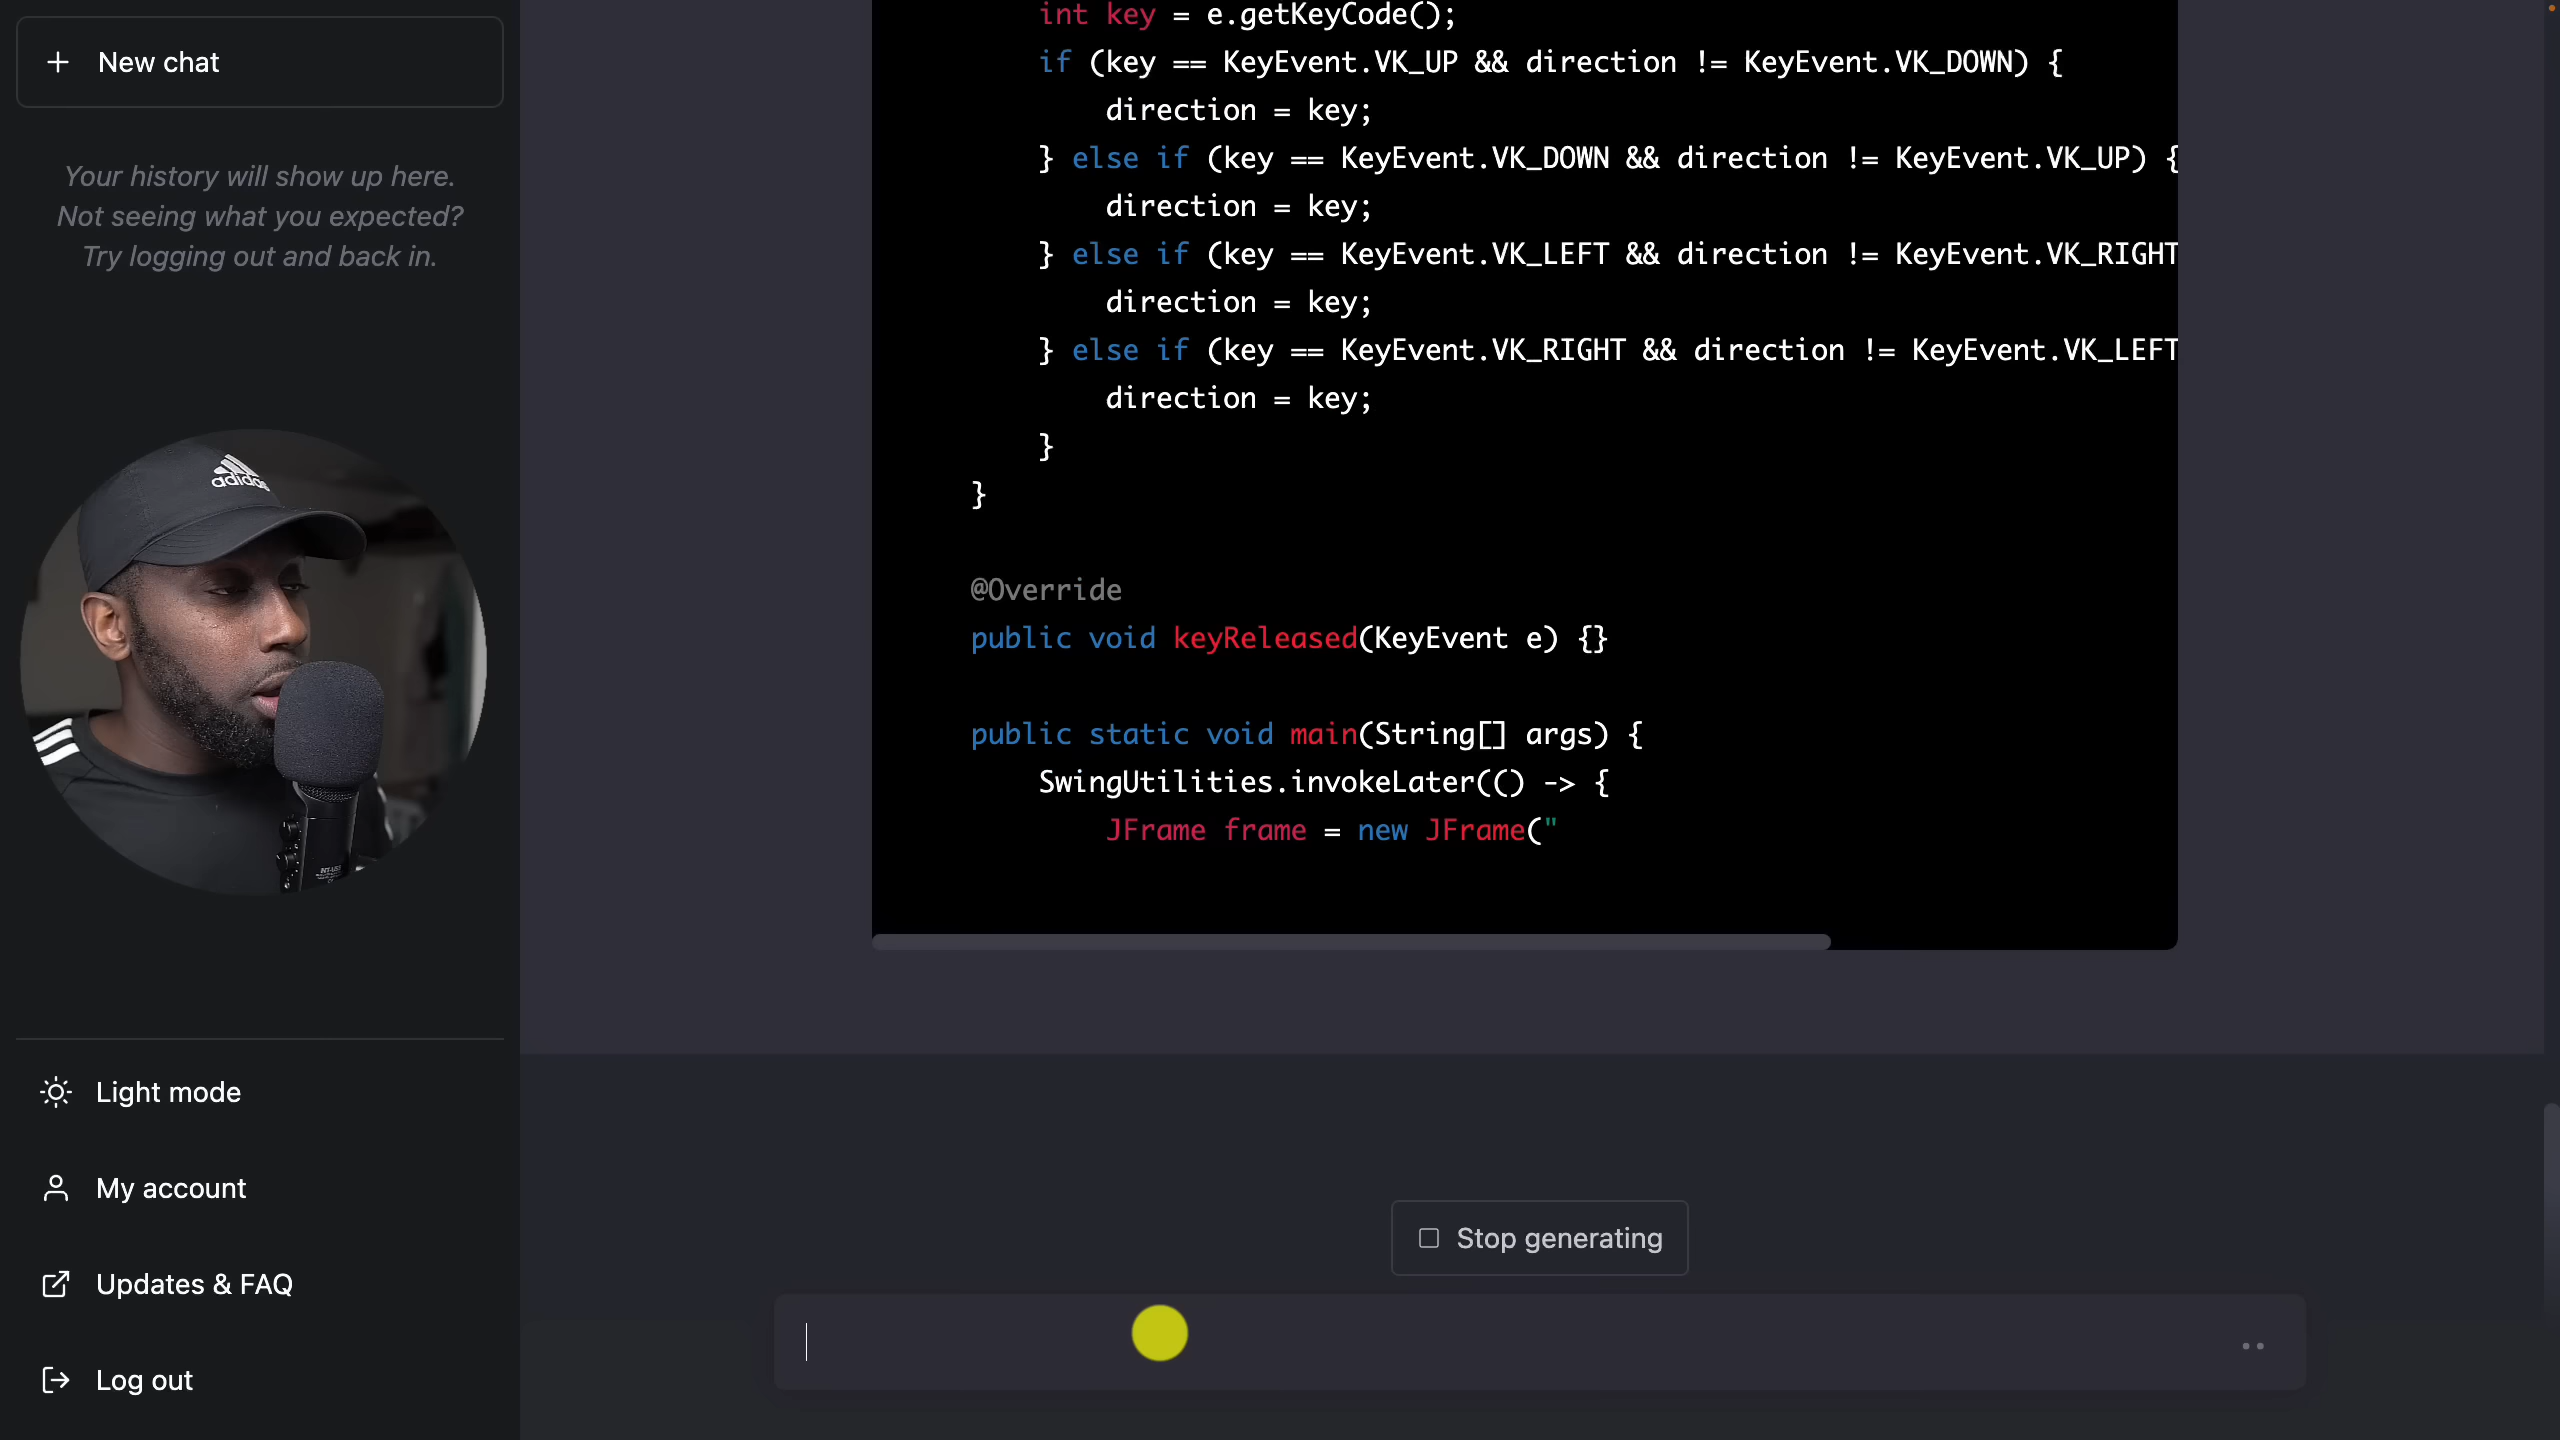 New chat
Your history will show up here.
Not seeing what you expected?
Try logging out and back in.
adidas
Light mode
My account
Updates & FAQ
Log out
int key = e.getKeyCode();
if (key == KeyEvent.VK_UP && direction != KeyEvent.VK_DOWN) {
direction = key;
} else if (key == KeyEvent.VK_DOWN && direction != KeyEvent.VK_UP) {
direction = key;
} else if (key == KeyEvent.VK_LEFT && direction != KeyEvent.VK_RIGHT
direction = key;
} else if (key == KeyEvent.VK_RIGHT && direction != KeyEvent.VK_LEFT
direction = key;
}
}
@Override
public void keyReleased(KeyEvent e) {}
public static void main(String[] args) {
SwingUtilities.invokeLater(() -> {
JFrame frame = new JFrame("
Stop generating